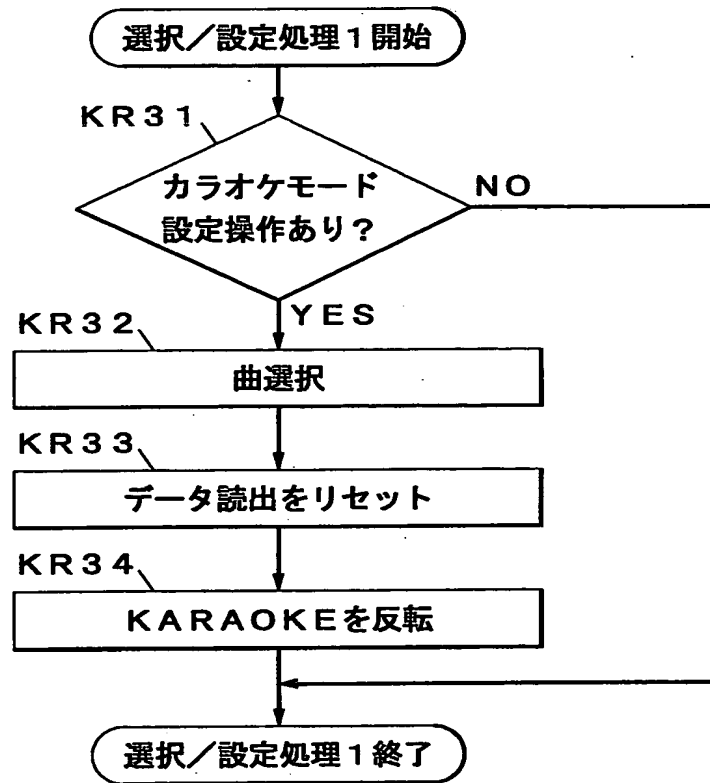 選択／設定処理１開始
ＫＲ３１
カラオケモード
設定操作あり？
ＮＯ
ＹＥＳ
ＫＲ３２
曲選択
ＫＲ３３
データ読出をリセット
ＫＲ３４
ＫＡＲＡＯＫＥを反転
選択／設定処理１終了